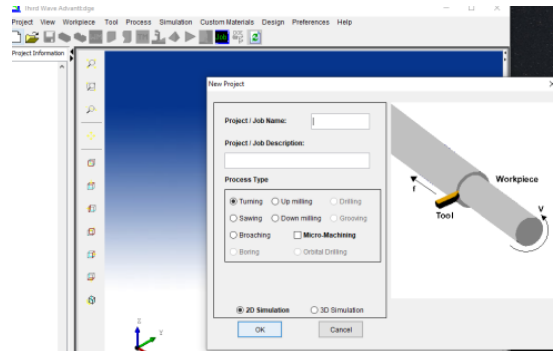 Third Wave AdvantEdge
Project View Workpiece Tool Process Simulation Custom Materials Design Preferences Help
Project Information
New Project
Project / Job Name:
Project / Job Description:
Process Type
Turning Up milling Drilling
Sawing Down milling Grooving
Broaching Micro-Machining
Boring Orbital Drilling
2D Simulation 3D Simulation
OK Cancel
Workpiece
Tool
f
V
Z
Y